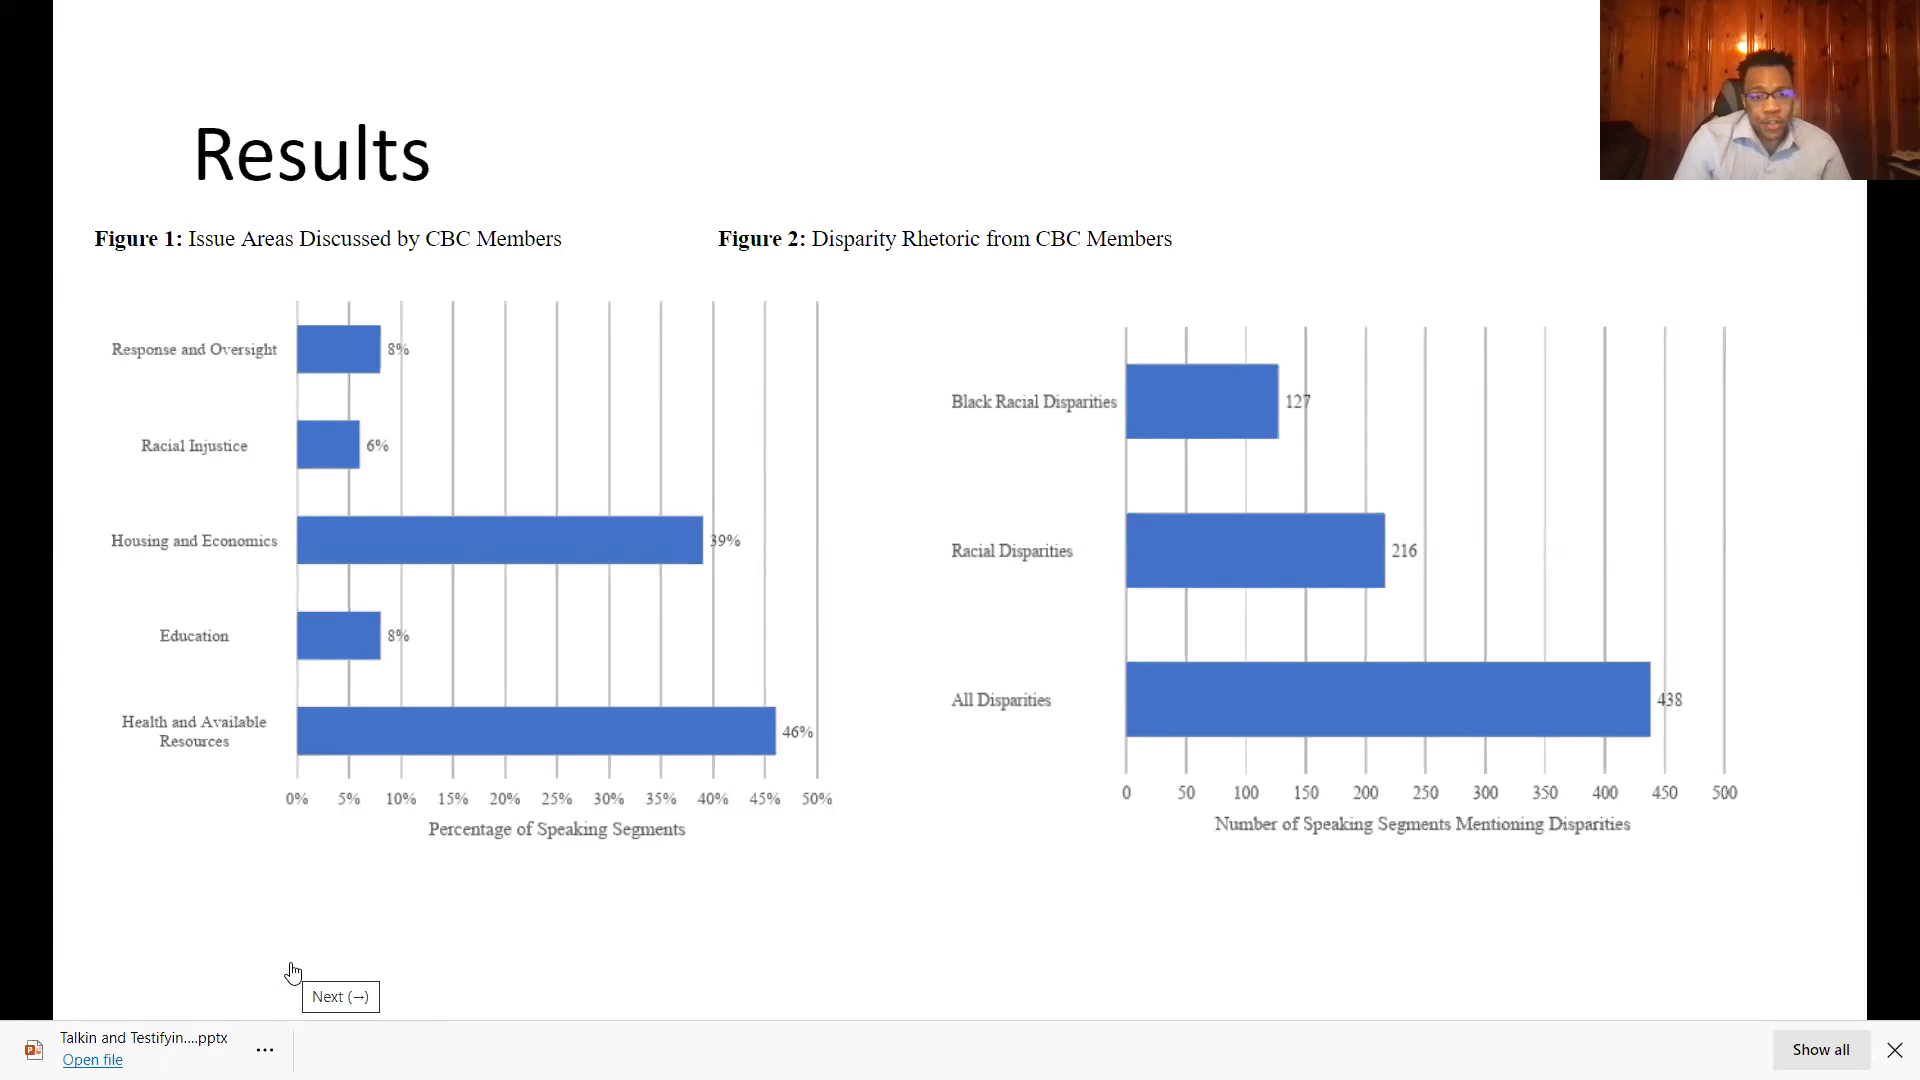 Results
Figure 1: Issue Areas Discussed by CBC Members
Response and Oversight
8%
Racial Injustice
6%
Housing and Economics
39%
Education
8%
Health and Available
Resources
46%
0% 5% 10% 15% 20% 25% 30% 35% 40% 45% 50%
Percentage of Speaking Segments
Figure 2: Disparity Rhetoric from CBC Members
Black Racial Disparities
127
Racial Disparities
216
All Disparities
438
0 50 100 150 200 250 300 350 400 450 500
Number of Speaking Segments Mentioning Disparities
Next (→)
Talkin and Testifyin....pptx
Open file
...
Show all